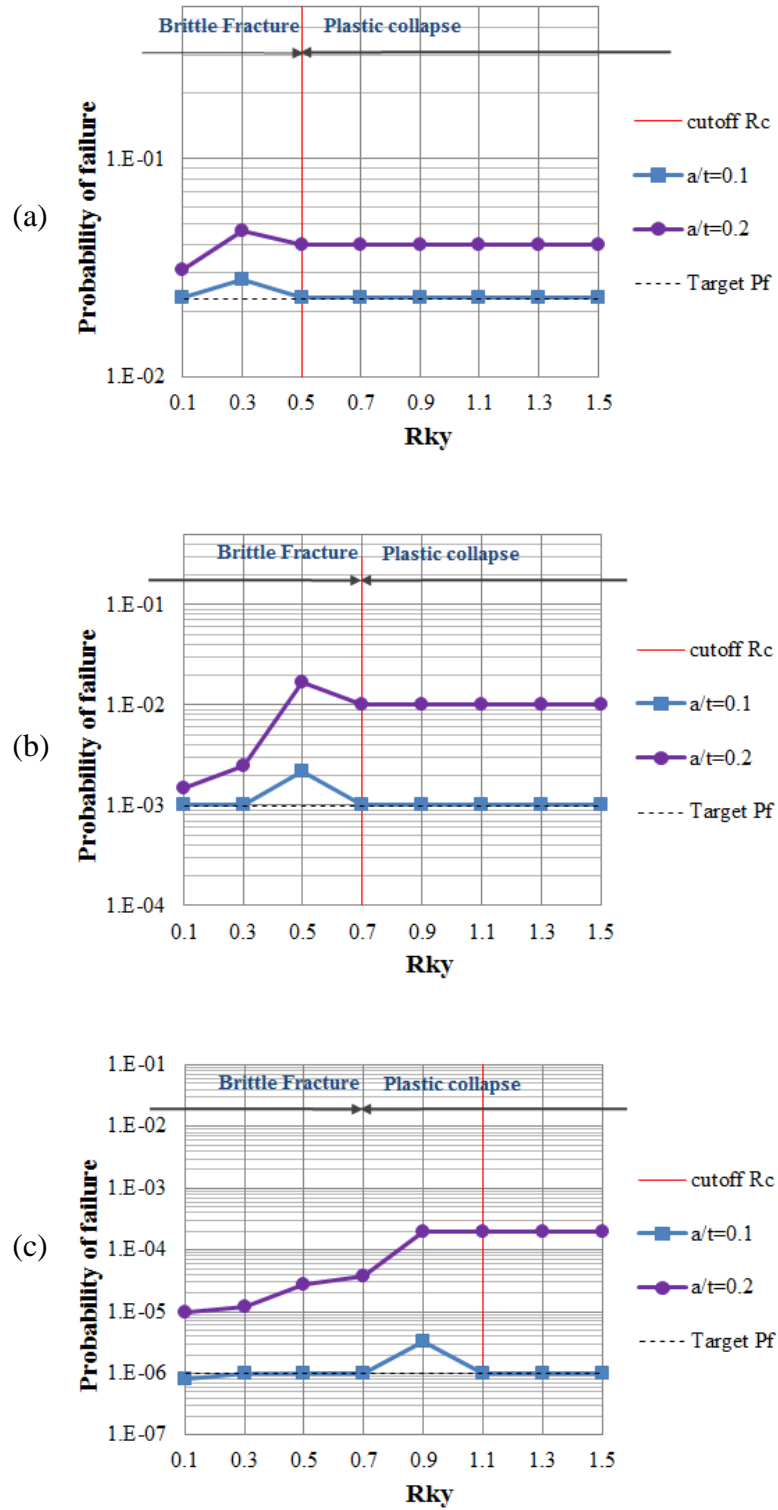 (a)
Brittle Fracture Plastic collapse
Probability of failure
1.E-01
1.E-02
0.1 0.3 0.5 0.7 0.9 1.1 1.3 1.5
Rky
cutoff Rc
a/t=0.1
a/t=0.2
Target Pf
(b)
Brittle Fracture Plastic collapse
Probability of failure
1.E-01
1.E-02
1.E-03
1.E-04
0.1 0.3 0.5 0.7 0.9 1.1 1.3 1.5
Rky
cutoff Rc
a/t=0.1
a/t=0.2
Target Pf
(c)
Brittle Fracture Plastic collapse
Probability of failure
1.E-01
1.E-02
1.E-03
1.E-04
1.E-05
1.E-06
1.E-07
0.1 0.3 0.5 0.7 0.9 1.1 1.3 1.5
Rky
cutoff Rc
a/t=0.1
a/t=0.2
Target Pf